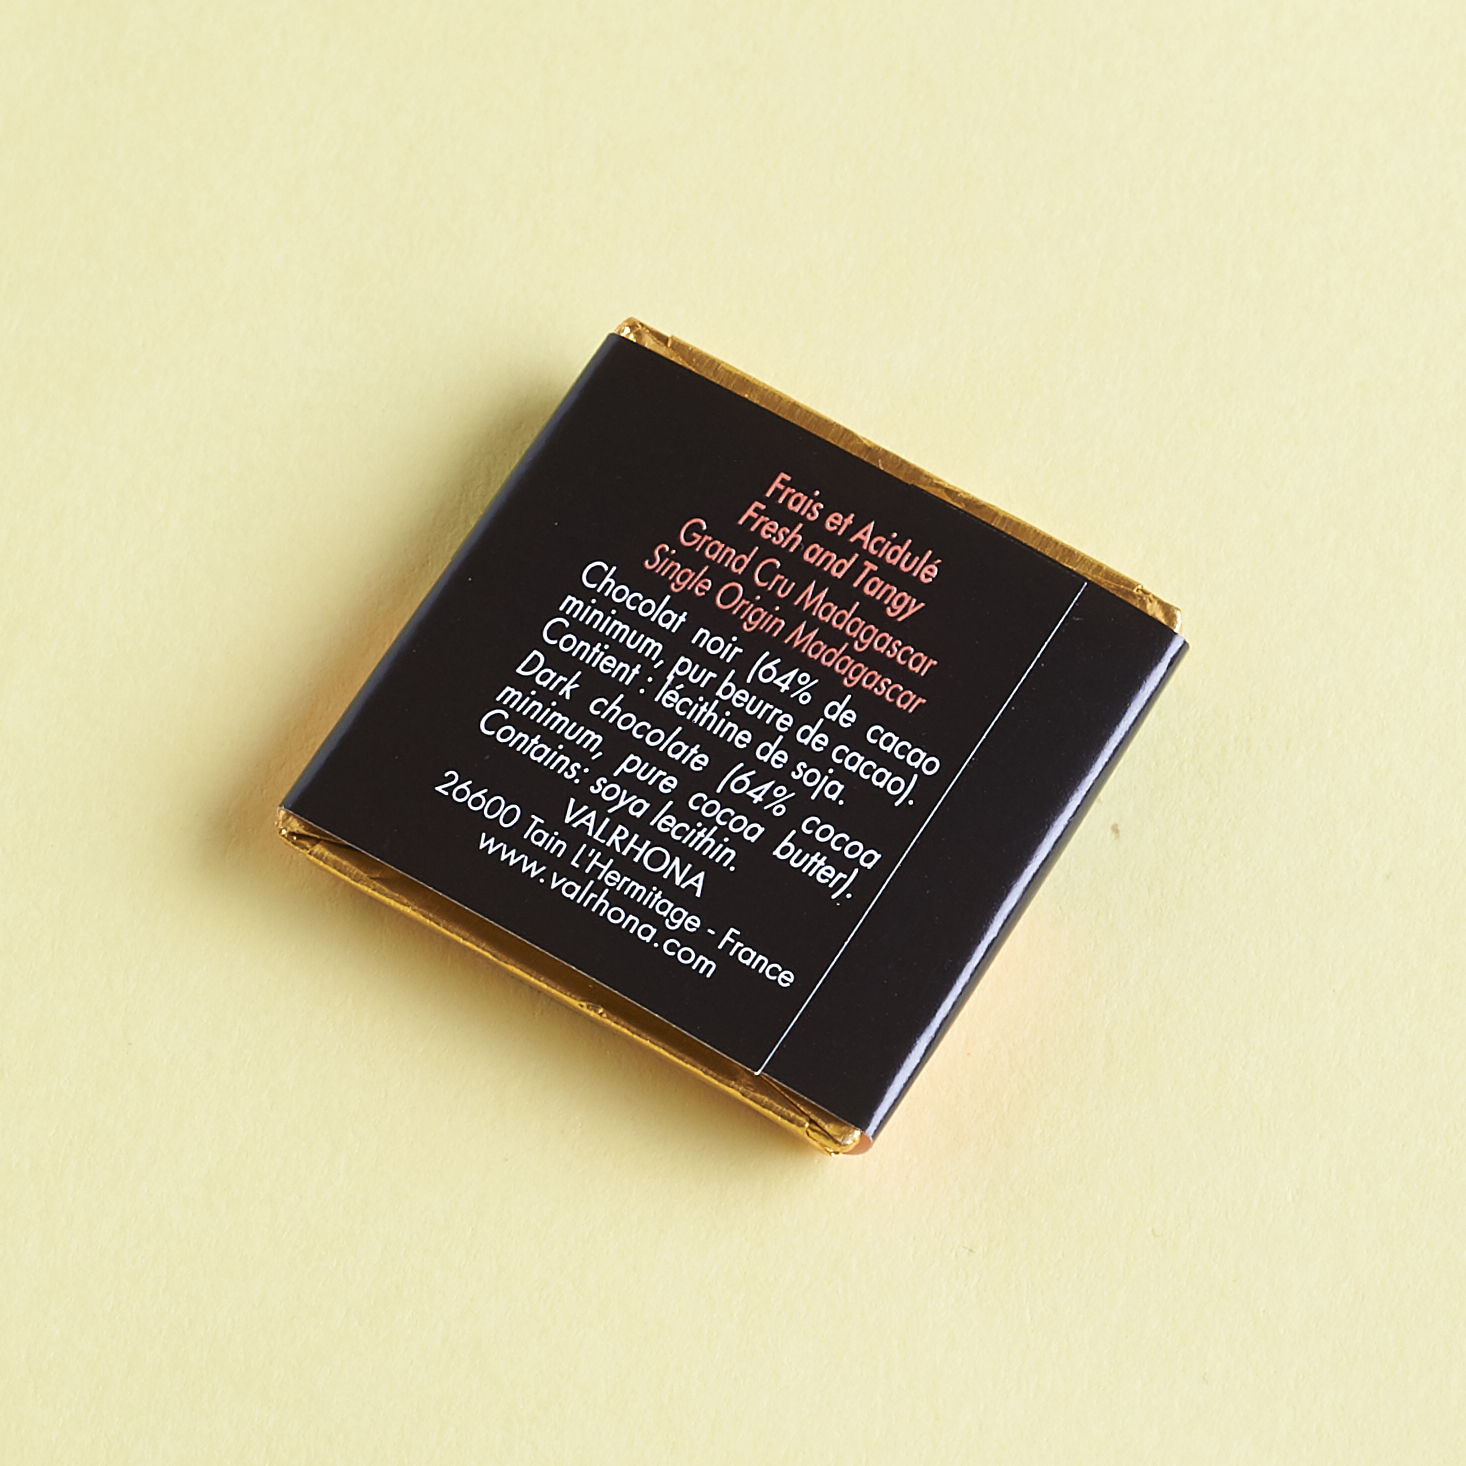 Frais et Acidulé
Fresh and Tangy
Grand Cru Madagascar
Single Origin Madagascar
Chocolat noir (64% de cacao
minimum, pur beurre de cacao).
Contient : lécithine de soja.
Dark chocolate (64% cocoa
minimum, pure cocoa butter).
Contains: soya lecithin.
VALRHONA
26600 Tain L'Hermitage - France
www.valrhona.com